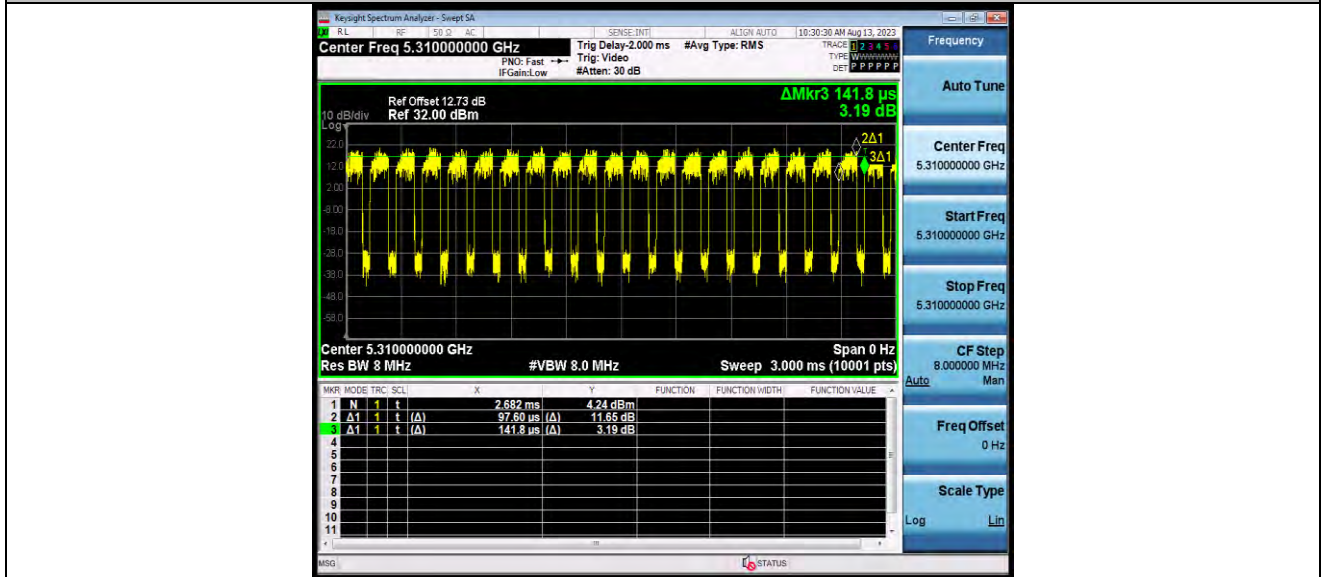 Keysight Spectrum Analyzer - Swept SA
RL RF 50 Ω AC SENSE:INT ALIGN AUTO 10:30:30 AM Aug 13, 2023
Center Freq 5.310000000 GHz
PNO: Fast
IFGain:Low
Trig Delay-2.000 ms
Trig: Video
#Atten: 30 dB
#Avg Type: RMS
TRACE 1 2 3 4 5 6
TYPE WWWWWW
DET P P P P P P
ΔMkr3 141.8 µs
3.19 dB
Ref Offset 12.73 dB
10 dB/div Ref 32.00 dBm
Log
22.0
12.0
2.00
-8.00
-18.0
-28.0
-38.0
-48.0
-58.0
2Δ1
3Δ1
Center 5.310000000 GHz Span 0 Hz
Res BW 8 MHz #VBW 8.0 MHz Sweep 3.000 ms (10001 pts)
MKR MODE TRC SCL X Y FUNCTION FUNCTION WIDTH FUNCTION VALUE
1 N 1 t 2.682 ms 4.24 dBm
2 Δ1 1 t (Δ) 97.60 µs (Δ) 11.65 dB
3 Δ1 1 t (Δ) 141.8 µs (Δ) 3.19 dB
4
5
6
7
8
9
10
11
MSG STATUS
Frequency
Auto Tune
Center Freq
5.310000000 GHz
Start Freq
5.310000000 GHz
Stop Freq
5.310000000 GHz
CF Step
8.000000 MHz
Auto Man
Freq Offset
0 Hz
Scale Type
Log Lin